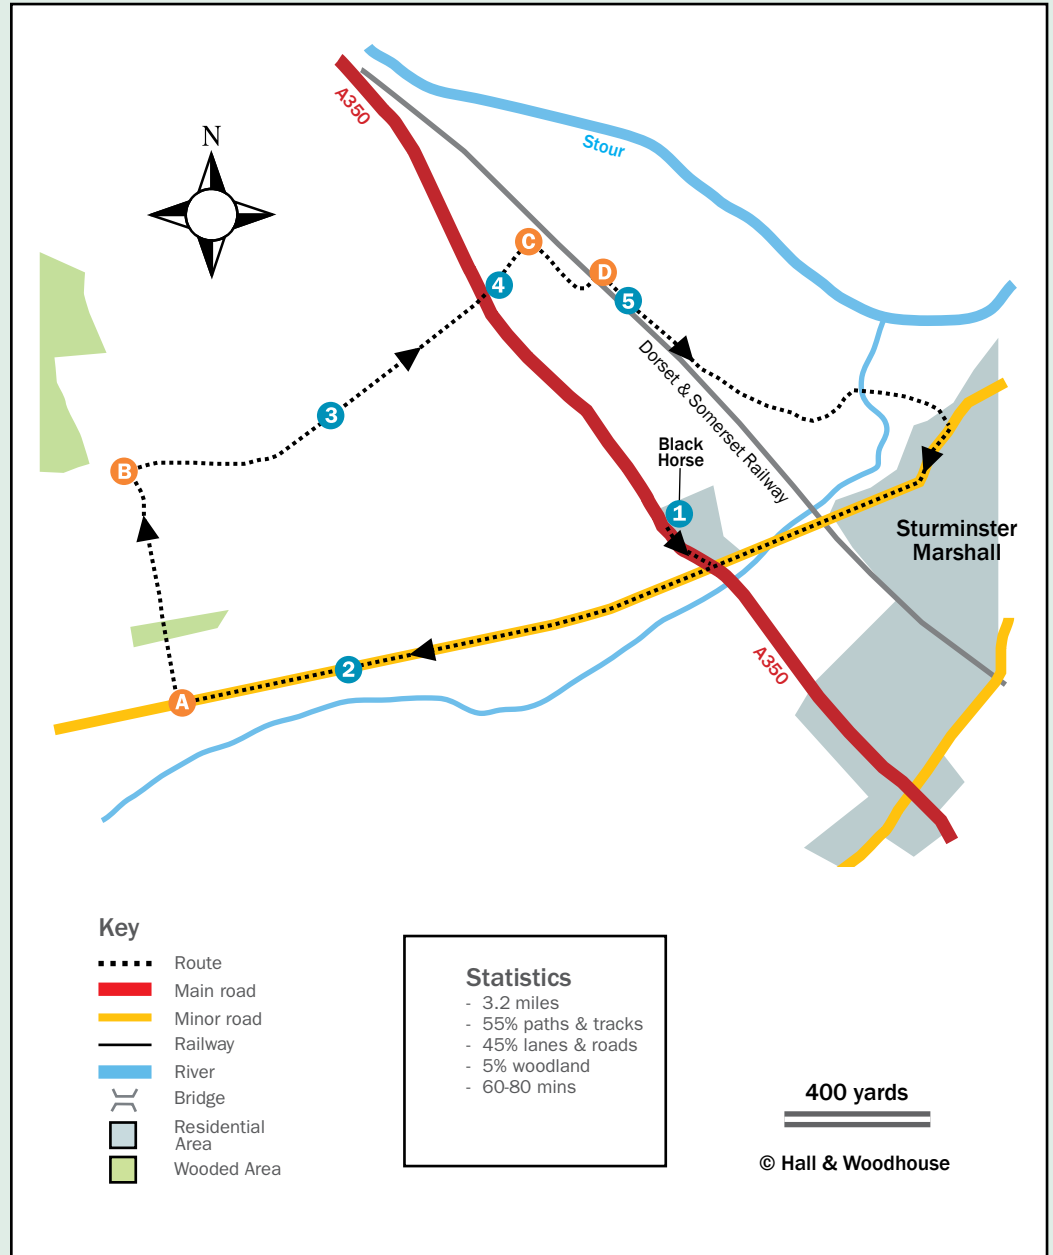 A350
Stour
N
C
D
4
5
3
Dorset & Somerset Railway
B
Black
Horse
1
Sturminster
Marshall
2
A350
A
Key
Route
Main road
Minor road
Railway
River
Bridge
Residential
Area
Wooded Area
Statistics
- 3.2 miles
- 55% paths & tracks
- 45% lanes & roads
- 5% woodland
- 60-80 mins
400 yards
© Hall & Woodhouse